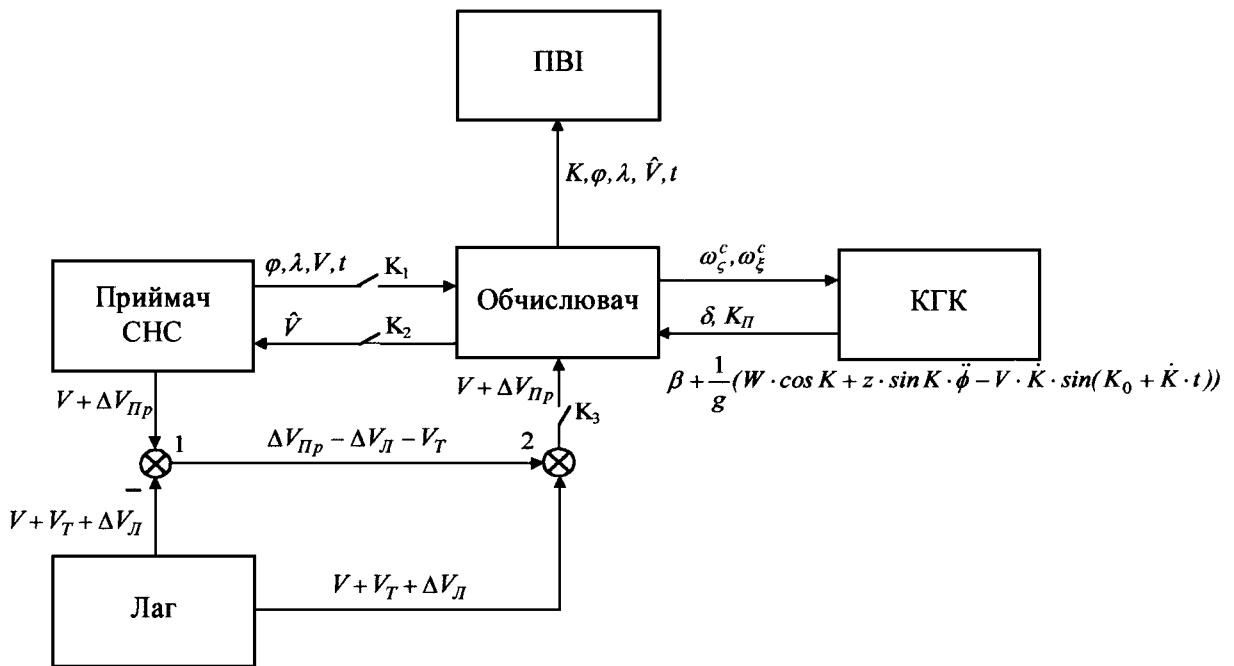 ПВІ
K, φ, λ, V̂, t
φ, λ, V, t
K₁
ω_ς^c, ω_ξ^c
Приймач
СНС
Обчислювач
КГК
V̂
K₂
δ, K_П
V + ΔV_Пр
V + ΔV_Пр
K₃
β + 1/g (W · cos K + z · sin K · ϕ̈ − V · K̇ · sin( K₀ + K̇ · t ))
1
ΔV_Пр − ΔV_Л − V_T
2
−
V + V_T + ΔV_Л
V + V_T + ΔV_Л
Лаг